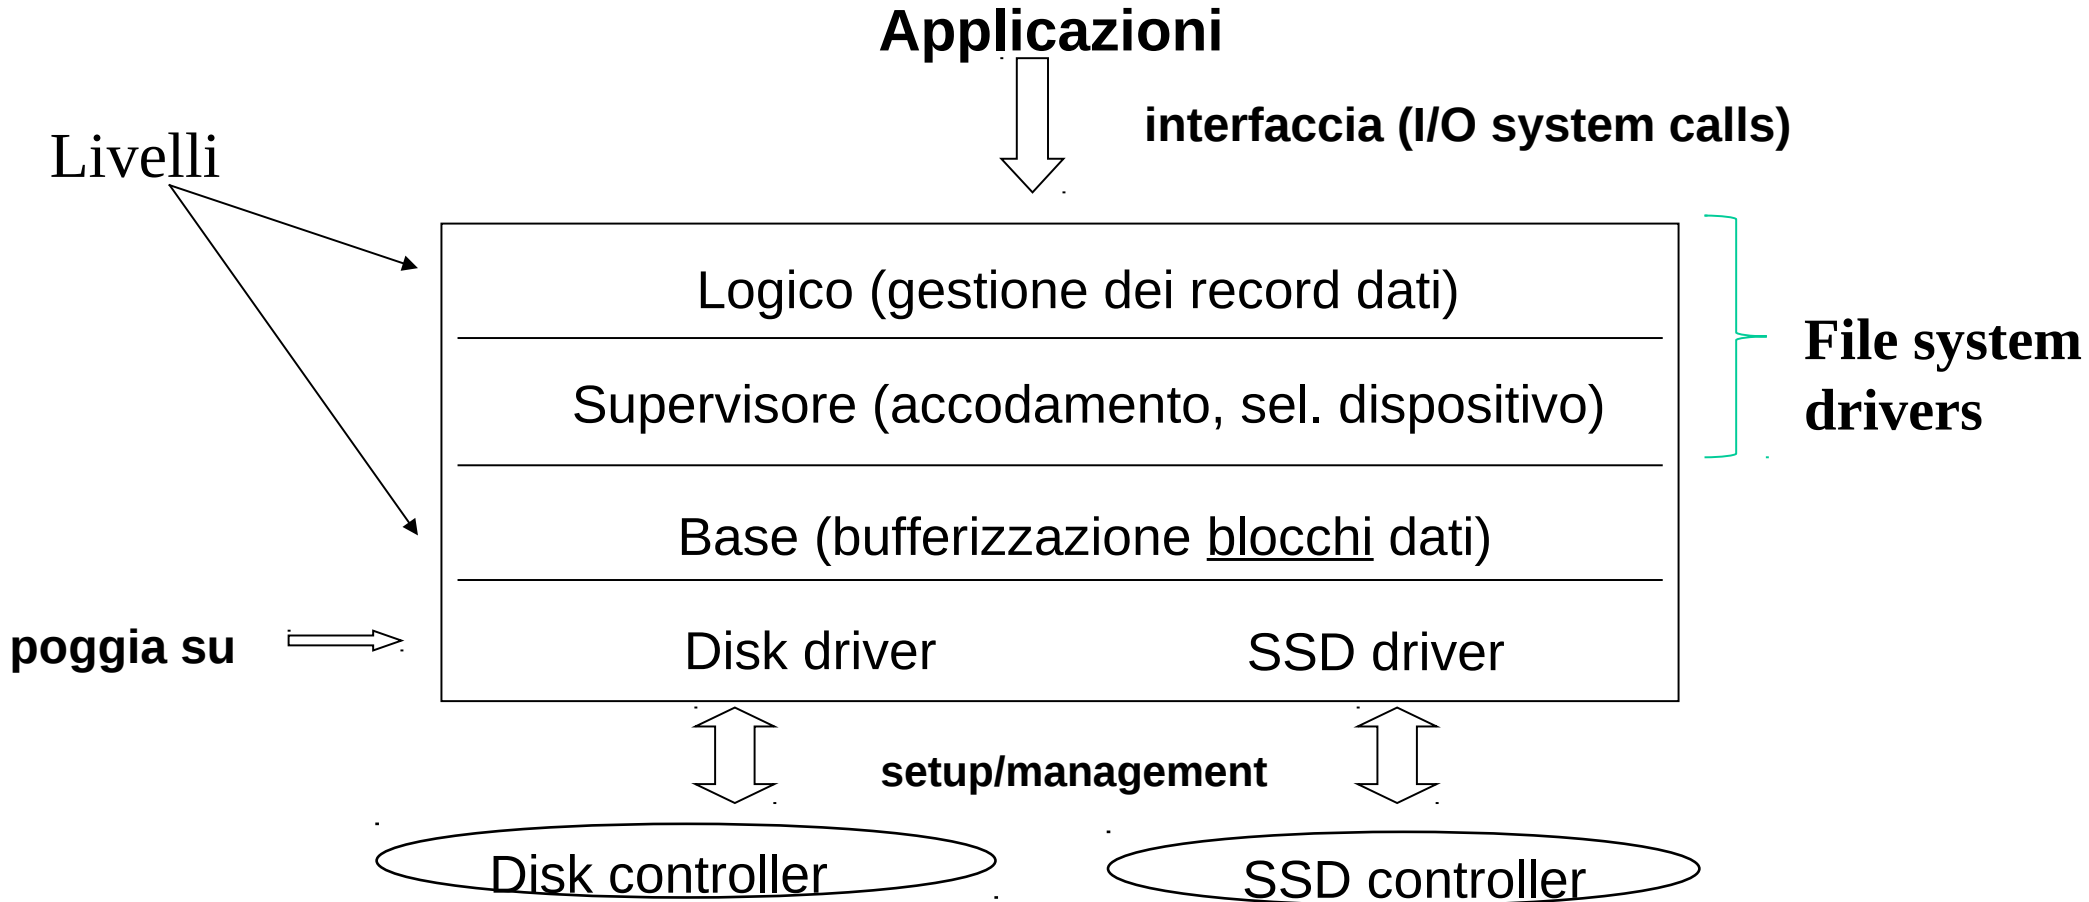 Applicazioni
interfaccia (I/O system calls)
Livelli
Logico (gestione dei record dati)
File system
drivers
Supervisore (accodamento, sel. dispositivo)
Base (bufferizzazione blocchi dati)
poggia su
Disk driver
SSD driver
setup/management
Disk controller
SSD controller